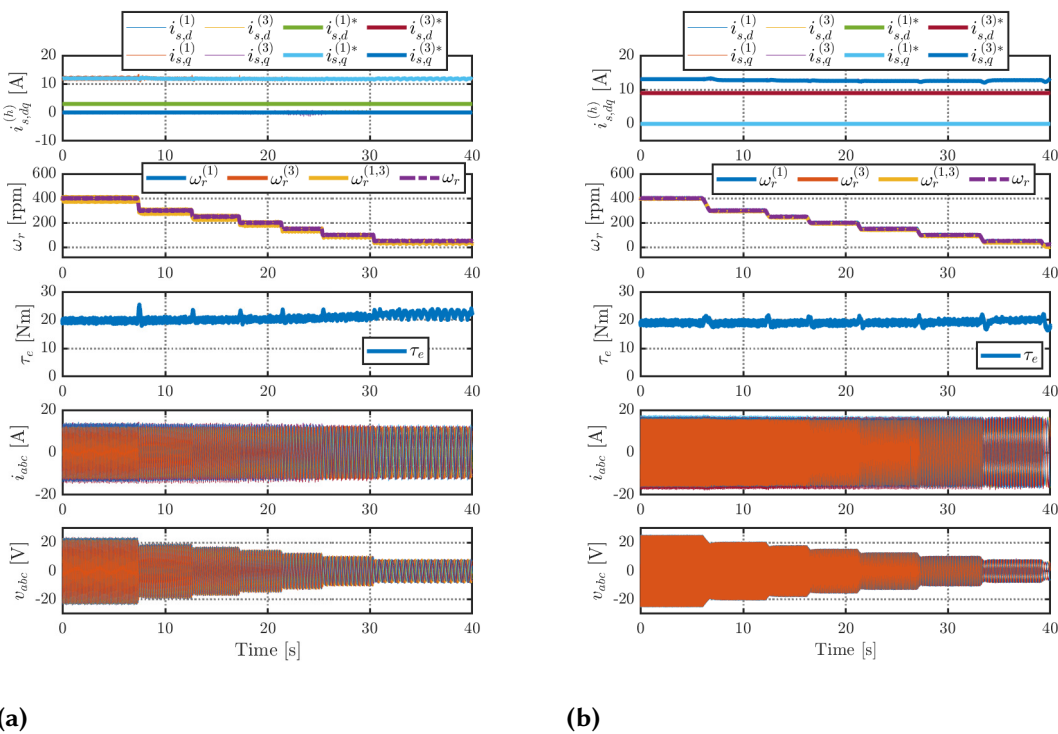 i_{s,d}^{(1)} i_{s,d}^{(3)} i_{s,d}^{(1)*} i_{s,d}^{(3)*}
i_{s,q}^{(1)} i_{s,q}^{(3)} i_{s,q}^{(1)*} i_{s,q}^{(3)*}
i_{s,dq}^{(h)} [A]
20
10
0
-10
0 10 20 30 40
ω_r^{(1)} ω_r^{(3)} ω_r^{(1,3)} ω_r
ω_r [rpm]
600
400
200
0
0 10 20 30 40
τ_e [Nm]
30
20
10
0
τ_e
0 10 20 30 40
i_{abc} [A]
20
0
-20
0 10 20 30 40
v_{abc} [V]
20
0
-20
0 10 20 30 40
Time [s]
(a)
i_{s,d}^{(1)} i_{s,d}^{(3)} i_{s,d}^{(1)*} i_{s,d}^{(3)*}
i_{s,q}^{(1)} i_{s,q}^{(3)} i_{s,q}^{(1)*} i_{s,q}^{(3)*}
i_{s,dq}^{(h)} [A]
20
10
0
0 10 20 30 40
ω_r^{(1)} ω_r^{(3)} ω_r^{(1,3)} ω_r
ω_r [rpm]
600
400
200
0
0 10 20 30 40
τ_e [Nm]
30
20
10
0
τ_e
0 10 20 30 40
i_{abc} [A]
20
0
-20
0 10 20 30 40
v_{abc} [V]
20
0
-20
0 10 20 30 40
Time [s]
(b)